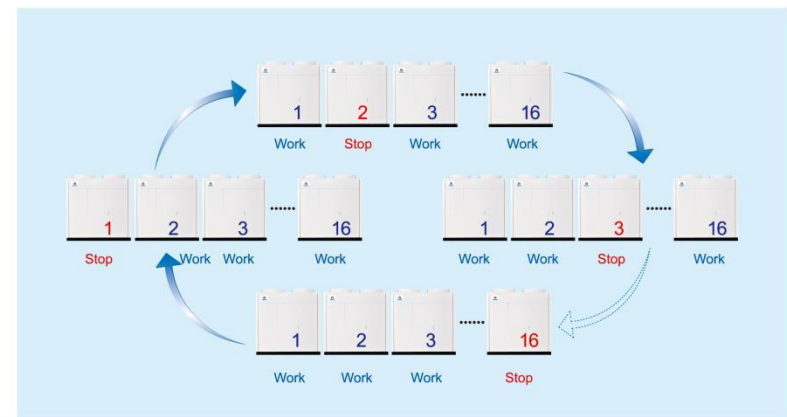 1 2 3 ...... 16
Work Stop Work Work
1 2 3 ...... 16
Stop Work Work Work
1 2 3 ...... 16
Work Work Stop Work
1 2 3 ...... 16
Work Work Work Stop